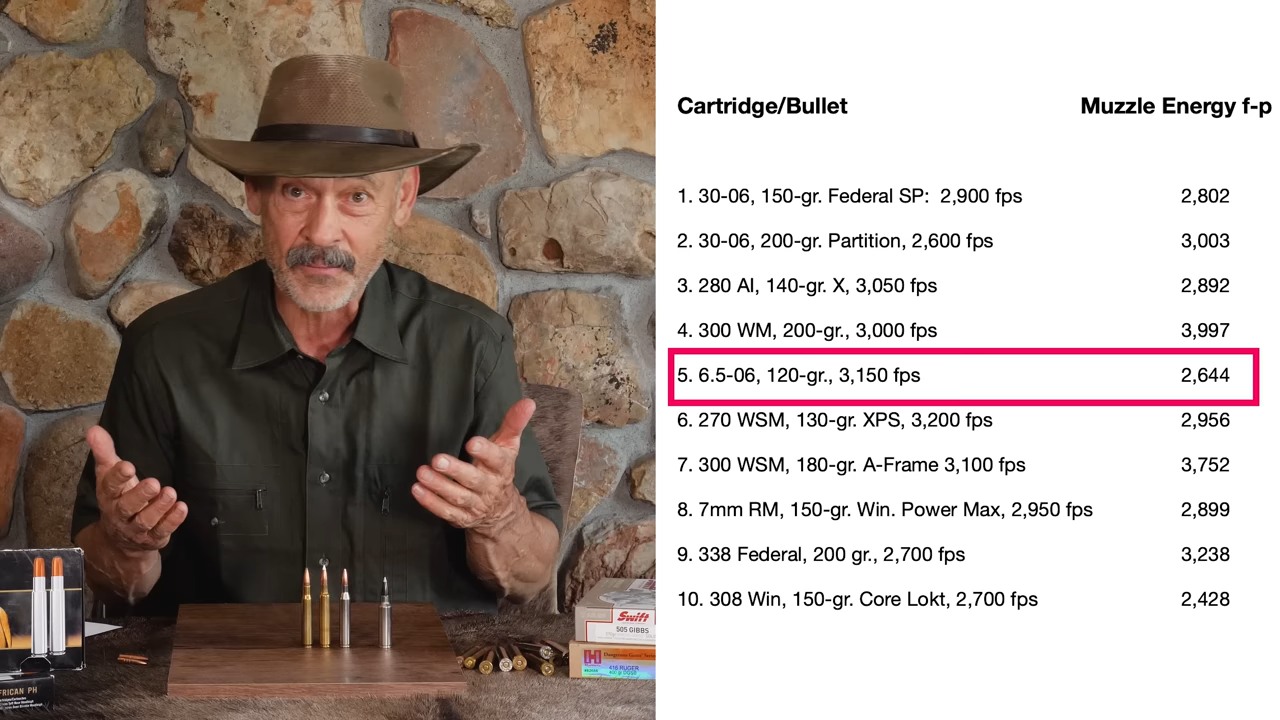 Cartridge/Bullet Muzzle Energy f-p
1. 30-06, 150-gr. Federal SP: 2,900 fps 2,802
2. 30-06, 200-gr. Partition, 2,600 fps 3,003
3. 280 AI, 140-gr. X, 3,050 fps 2,892
4. 300 WM, 200-gr., 3,000 fps 3,997
5. 6.5-06, 120-gr., 3,150 fps 2,644
6. 270 WSM, 130-gr. XPS, 3,200 fps 2,956
7. 300 WSM, 180-gr. A-Frame 3,100 fps 3,752
8. 7mm RM, 150-gr. Win. Power Max, 2,950 fps 2,899
9. 338 Federal, 200 gr., 2,700 fps 3,238
10. 308 Win, 150-gr. Core Lokt, 2,700 fps 2,428
Swift
505 GIBBS
416 RUGER
FRICAN PH